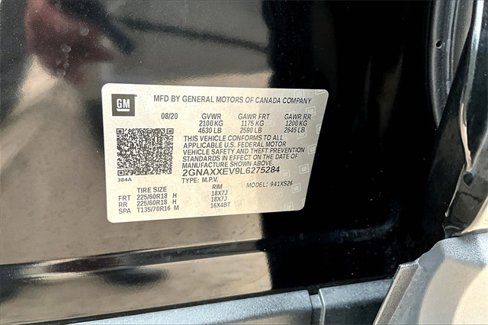 GM
MFD BY GENERAL MOTORS OF CANADA COMPANY
08/20 GVWR GAWR FRT GAWR RR
2100 KG 1175 KG 1200 KG
4630 LB 2590 LB 2645 LB
THIS VEHICLE CONFORMS TO ALL
APPLICABLE U.S. FEDERAL MOTOR
VEHICLE SAFETY AND THEFT PREVENTION
STANDARDS IN EFFECT ON THE DATE OF
MANUFACTURE SHOWN ABOVE.
384A 2GNAXXEV9L6275284
TYPE: M.P.V. MODEL: 941XS26
TIRE SIZE RIM
FRT 225/60R18 H 18X7J
RR 225/60R18 H 18X7J
SPA T135/70R16 M 16X4BT